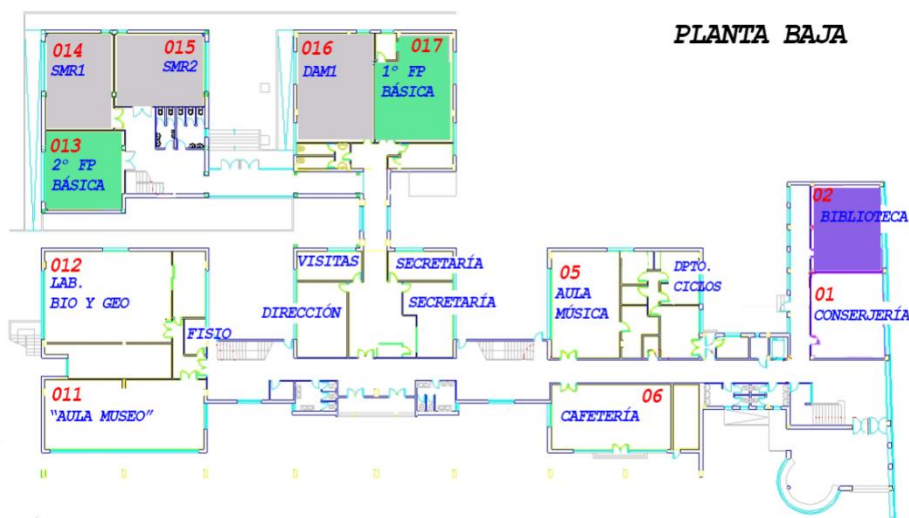 PLANTA BAJA
014
SMR1
015
SMR2
016
DAM1
017
1º FP
BÁSICA
013
2º FP
BÁSICA
02
BIBLIOTECA
012
LAB.
BIO Y GEO
FISIO
VISITAS
DIRECCIÓN
SECRETARÍA
SECRETARÍA
05
AULA
MÚSICA
DPTO.
CICLOS
01
CONSERJERÍA
011
"AULA MUSEO"
06
CAFETERÍA